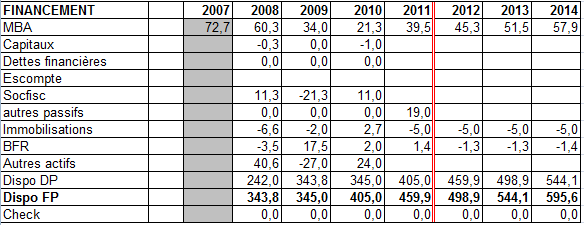 FINANCEMENT 2007 2008 2009 2010 2011 2012 2013 2014
MBA 72,7 60,3 34,0 21,3 39,5 45,3 51,5 57,9
Capitaux -0,3 0,0 -1,0
Dettes financières 0,0 0,0 0,0
Escompte
Socfisc 11,3 -21,3 11,0
autres passifs 0,0 0,0 0,0 19,0
Immobilisations -6,6 -2,0 2,7 -5,0 -5,0 -5,0 -5,0
BFR -3,5 17,5 2,0 1,4 -1,3 -1,3 -1,4
Autres actifs 40,6 -27,0 24,0
Dispo DP 242,0 343,8 345,0 405,0 459,9 498,9 544,1
Dispo FP 343,8 345,0 405,0 459,9 498,9 544,1 595,6
Check 0,0 0,0 0,0 0,0 0,0 0,0 0,0